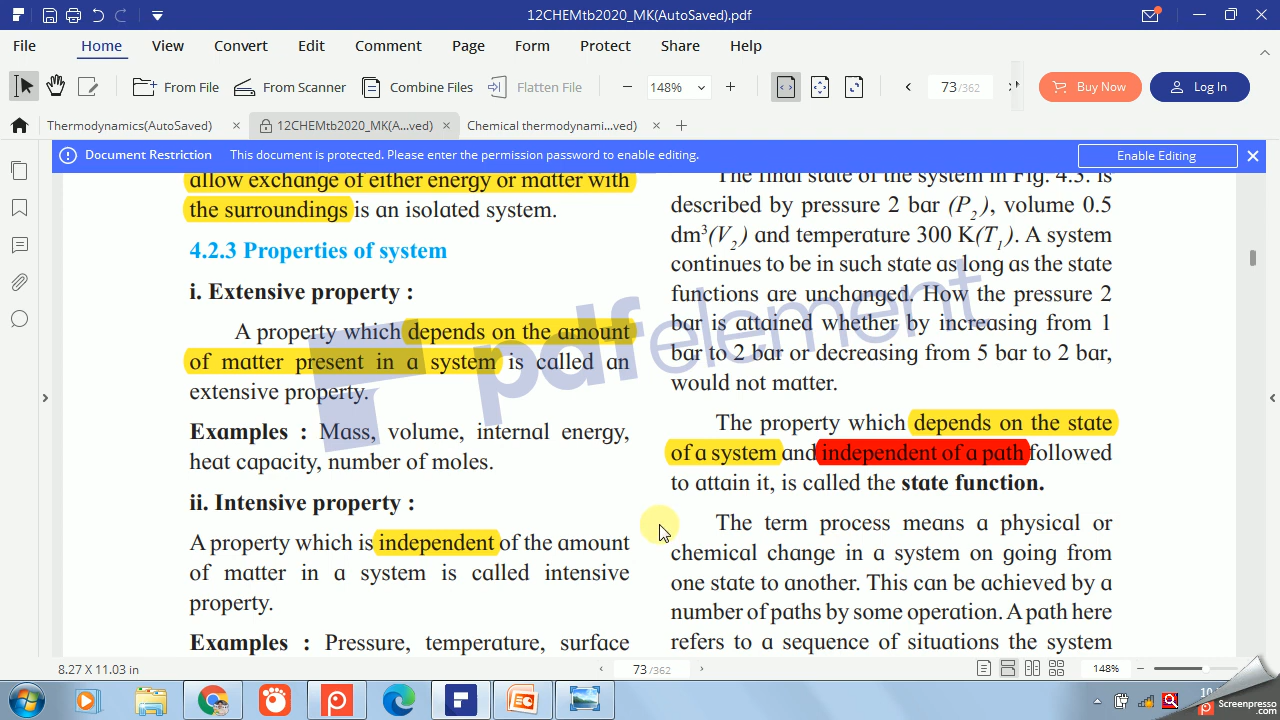 12CHEMtb2020_MK(AutoSaved).pdf
File Home View Convert Edit Comment Page Form Protect Share Help
From File From Scanner Combine Files Flatten File 148% 73/362 Buy Now Log In
Thermodynamics(AutoSaved) 12CHEMtb2020_MK(A...ved) Chemical thermodynami...ved)
Document Restriction This document is protected. Please enter the permission password to enable editing. Enable Editing
allow exchange of either energy or matter with
the surroundings is an isolated system.
4.2.3 Properties of system
i. Extensive property :
A property which depends on the amount
of matter present in a system is called an
extensive property.
Examples : Mass, volume, internal energy,
heat capacity, number of moles.
ii. Intensive property :
A property which is independent of the amount
of matter in a system is called intensive
property.
Examples : Pressure, temperature, surface
The final state of the system in Fig. 4.3. is
described by pressure 2 bar (P2), volume 0.5
dm³(V2) and temperature 300 K(T1). A system
continues to be in such state as long as the state
functions are unchanged. How the pressure 2
bar is attained whether by increasing from 1
bar to 2 bar or decreasing from 5 bar to 2 bar,
would not matter.
The property which depends on the state
of a system and independent of a path followed
to attain it, is called the state function.
The term process means a physical or
chemical change in a system on going from
one state to another. This can be achieved by a
number of paths by some operation. A path here
refers to a sequence of situations the system
pdfelement
8.27 X 11.03 in 73/362 148%
Screenpresso
.com